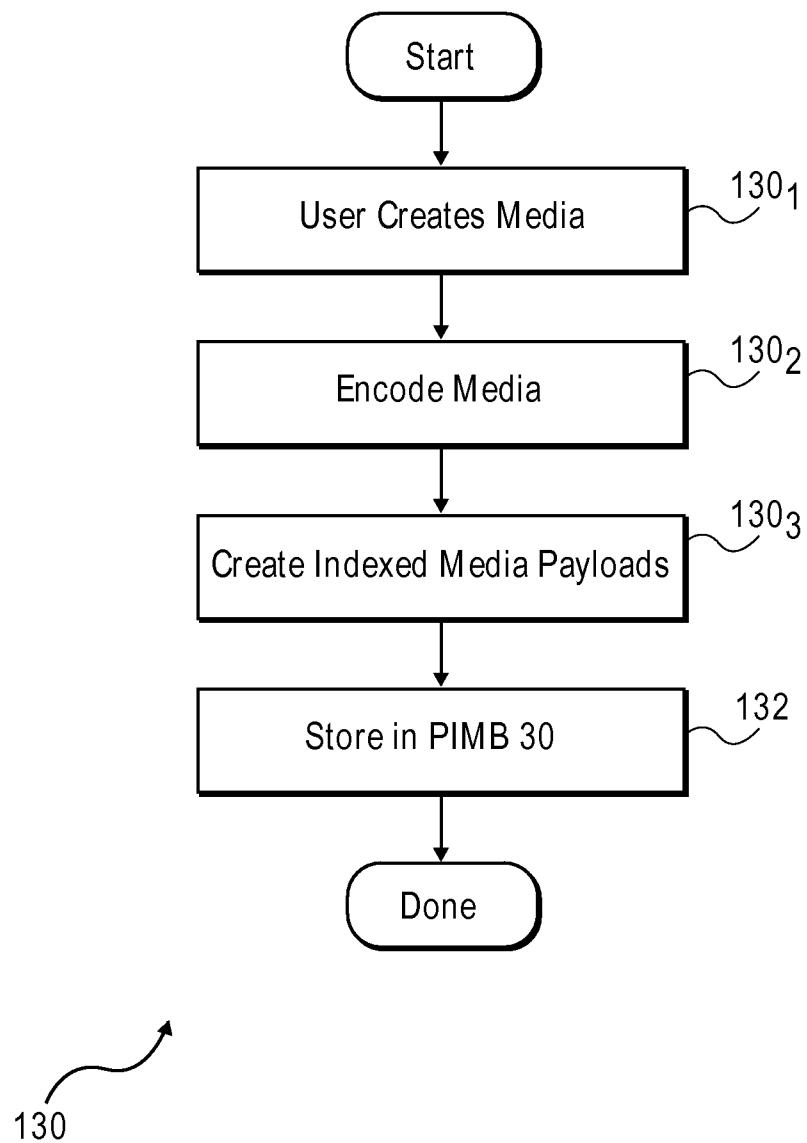 Start
User Creates Media
130₁
Encode Media
130₂
Create Indexed Media Payloads
130₃
Store in PIMB 30
132
Done
130